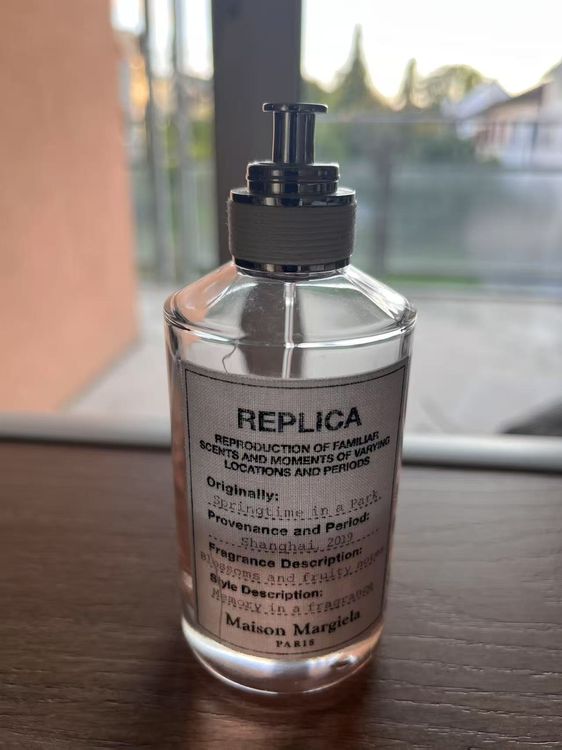 REPLICA
REPRODUCTION OF FAMILIAR
SCENTS AND MOMENTS OF VARYING
LOCATIONS AND PERIODS
Originally:
Springtime in a Park
Provenance and Period:
Shanghai, 2019
Fragrance Description:
Blossoms and fruity notes
Style Description:
Memory in a fragrance
Maison Margiela
PARIS